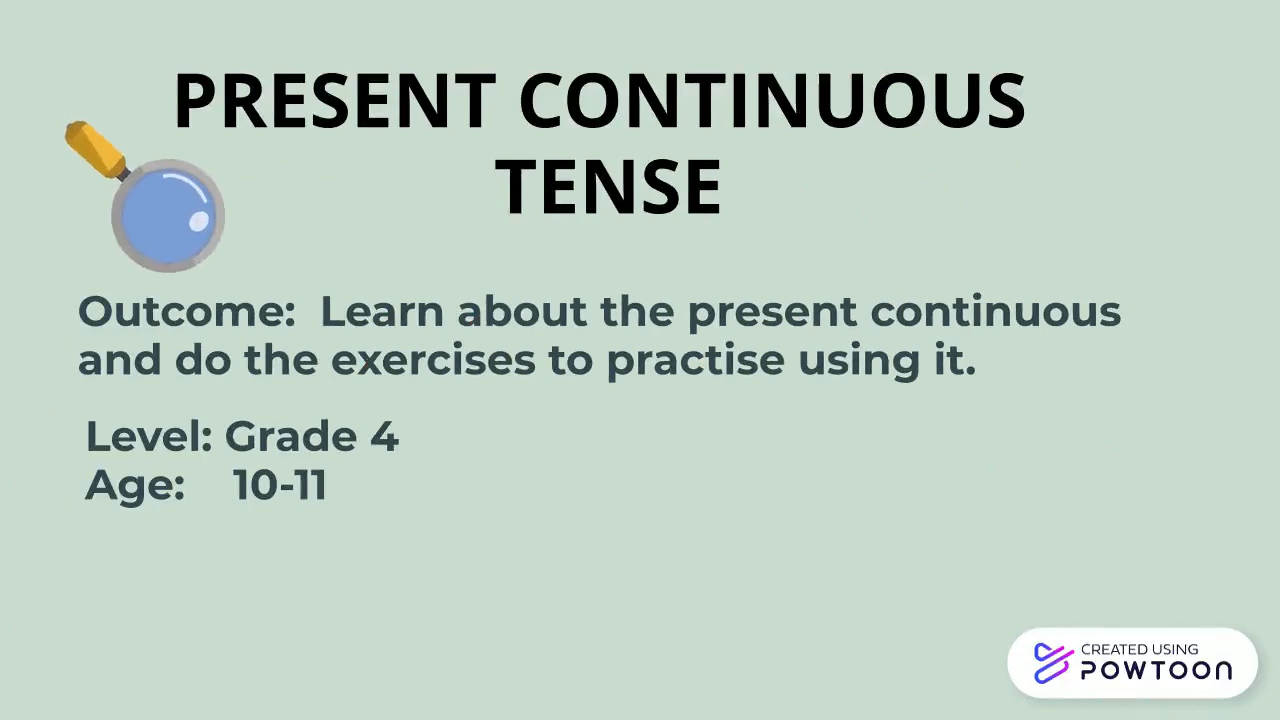 PRESENT CONTINUOUS
TENSE
Outcome:  Learn about the present continuous
and do the exercises to practise using it.
Level: Grade 4
Age:    10-11
CREATED USING
POWTOON